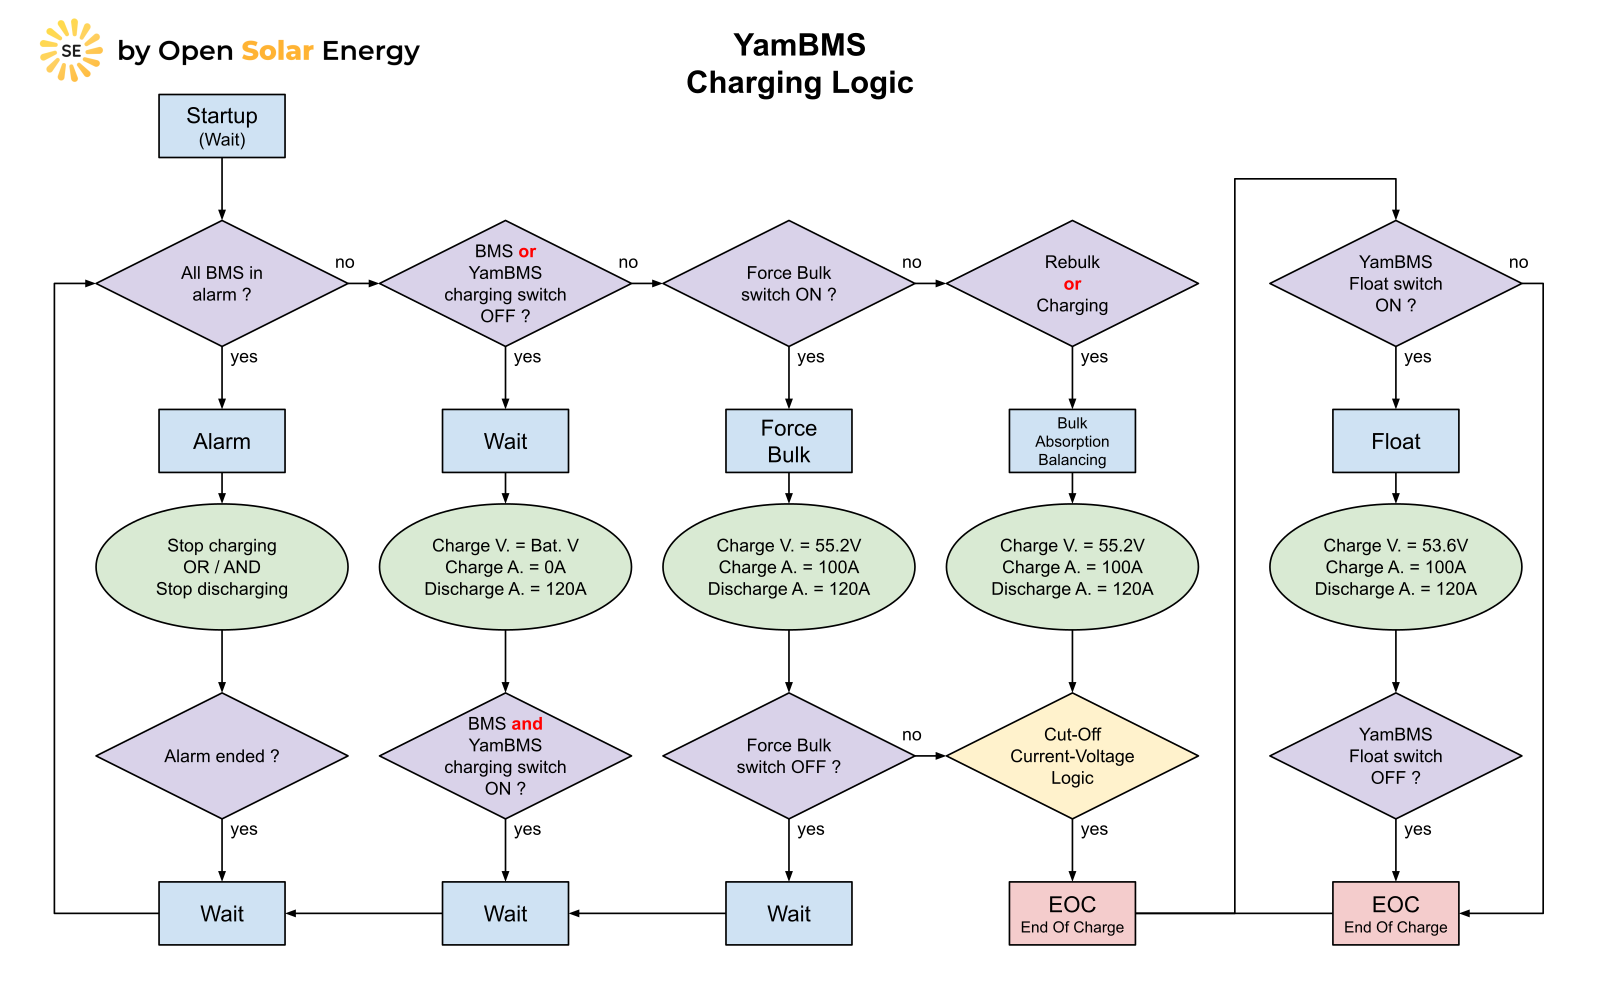 SE
by Open Solar Energy
YamBMS
Charging Logic
Startup
(Wait)
All BMS in
alarm ?
no
yes
BMS or
YamBMS
charging switch
OFF ?
no
yes
Force Bulk
switch ON ?
no
yes
Rebulk
or
Charging
yes
YamBMS
Float switch
ON ?
no
yes
Alarm
Wait
Force
Bulk
Bulk
Absorption
Balancing
Float
Stop charging
OR / AND
Stop discharging
Charge V. = Bat. V
Charge A. = 0A
Discharge A. = 120A
Charge V. = 55.2V
Charge A. = 100A
Discharge A. = 120A
Charge V. = 55.2V
Charge A. = 100A
Discharge A. = 120A
Charge V. = 53.6V
Charge A. = 100A
Discharge A. = 120A
Alarm ended ?
yes
BMS and
YamBMS
charging switch
ON ?
yes
Force Bulk
switch OFF ?
no
yes
Cut-Off
Current-Voltage
Logic
yes
YamBMS
Float switch
OFF ?
yes
Wait
Wait
Wait
EOC
End Of Charge
EOC
End Of Charge